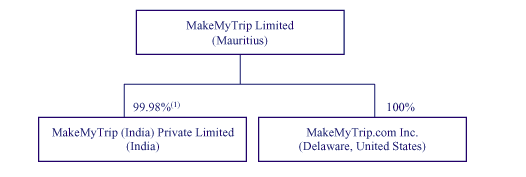 MakeMyTrip Limited
(Mauritius)
99.98%(1)
100%
MakeMyTrip (India) Private Limited
(India)
MakeMyTrip.com Inc.
(Delaware, United States)